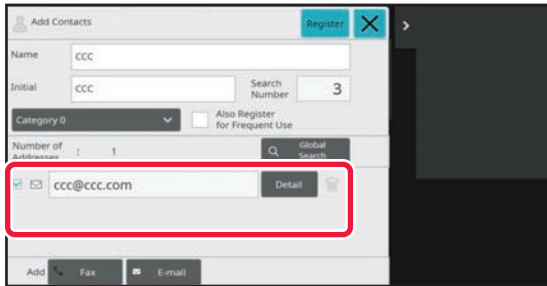 Add Contacts Register
Name ccc
Initial ccc Search Number 3
Category 0 Also Register for Frequent Use
Number of Addresses : 1 Global Search
ccc@ccc.com Detail
Add Fax E-mail